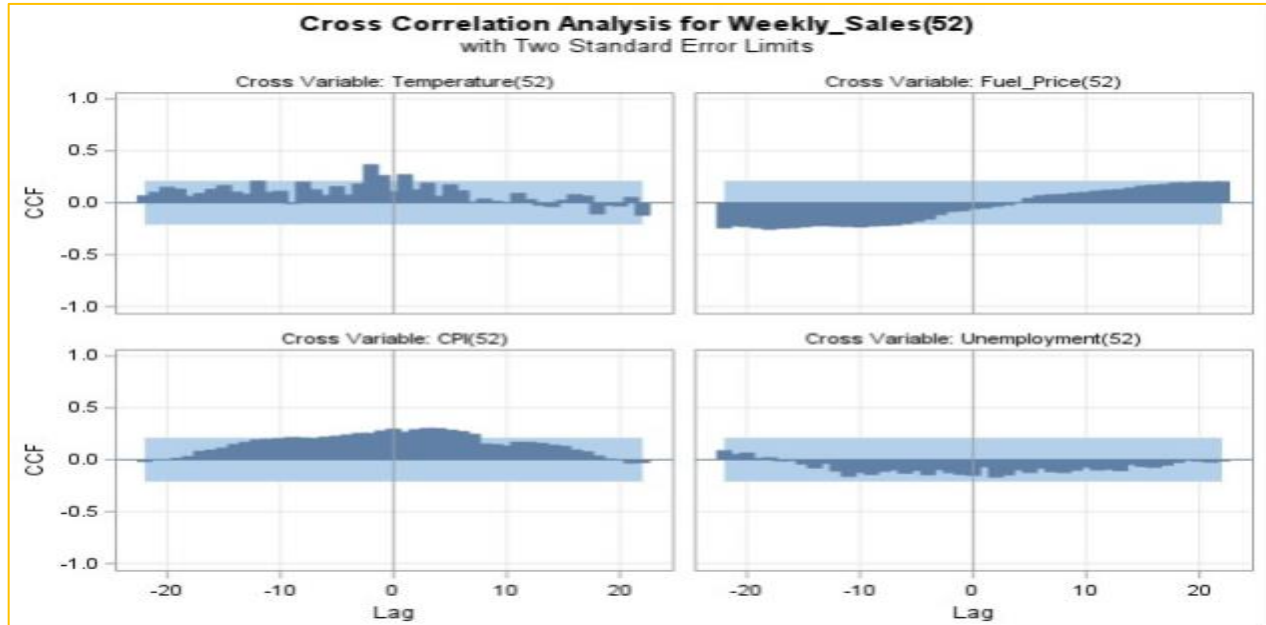 Cross Correlation Analysis for Weekly_Sales(52)
with Two Standard Error Limits
Cross Variable: Temperature(52)
Cross Variable: Fuel_Price(52)
1.0
0.5
0.0
-0.5
-1.0
CCF
Cross Variable: CPI(52)
Cross Variable: Unemployment(52)
1.0
0.5
0.0
-0.5
-1.0
CCF
-20 -10 0 10 20
-20 -10 0 10 20
Lag
Lag